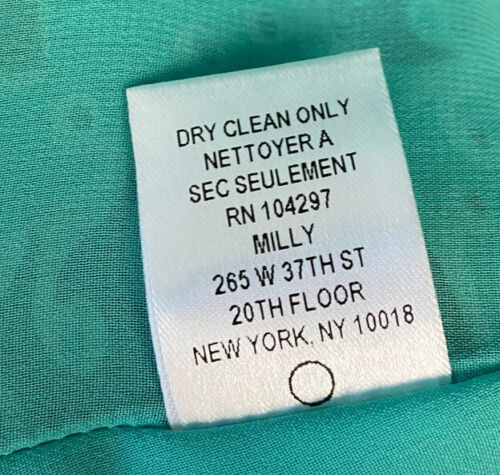 DRY CLEAN ONLY
NETTOYER A
SEC SEULEMENT
RN 104297
MILLY
265 W 37TH ST
20TH FLOOR
NEW YORK, NY 10018